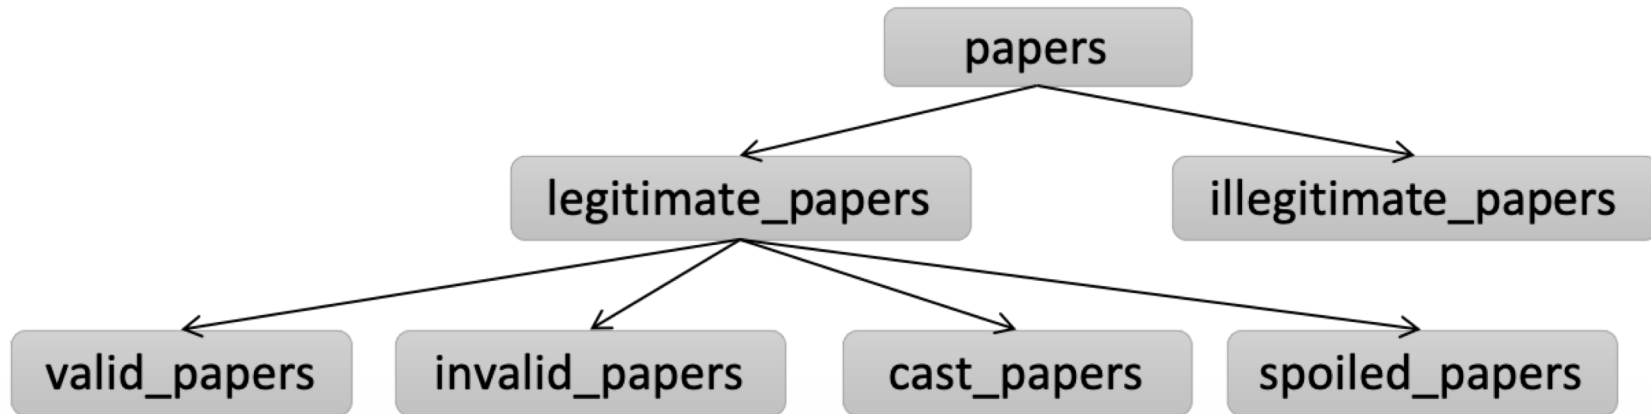 papers
legitimate_papers
illegitimate_papers
valid_papers
invalid_papers
cast_papers
spoiled_papers